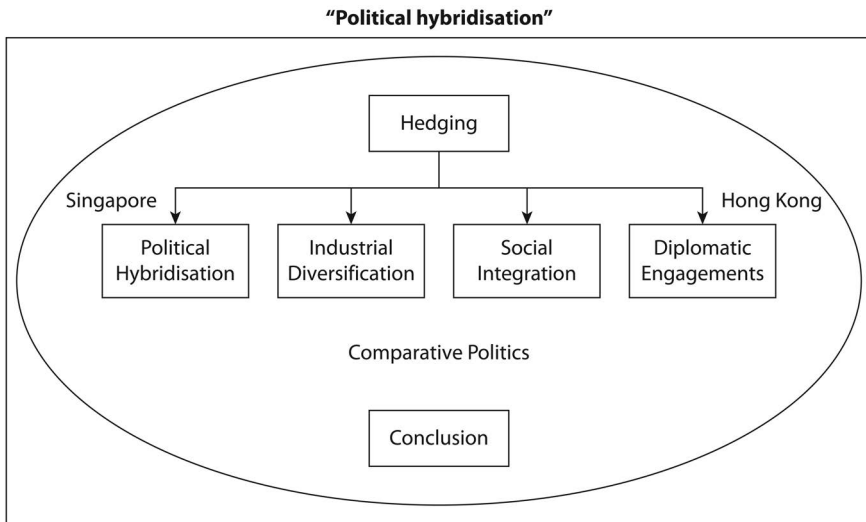 “Political hybridisation”
Hedging
Singapore
Hong Kong
Political
Hybridisation
Industrial
Diversification
Social
Integration
Diplomatic
Engagements
Comparative Politics
Conclusion